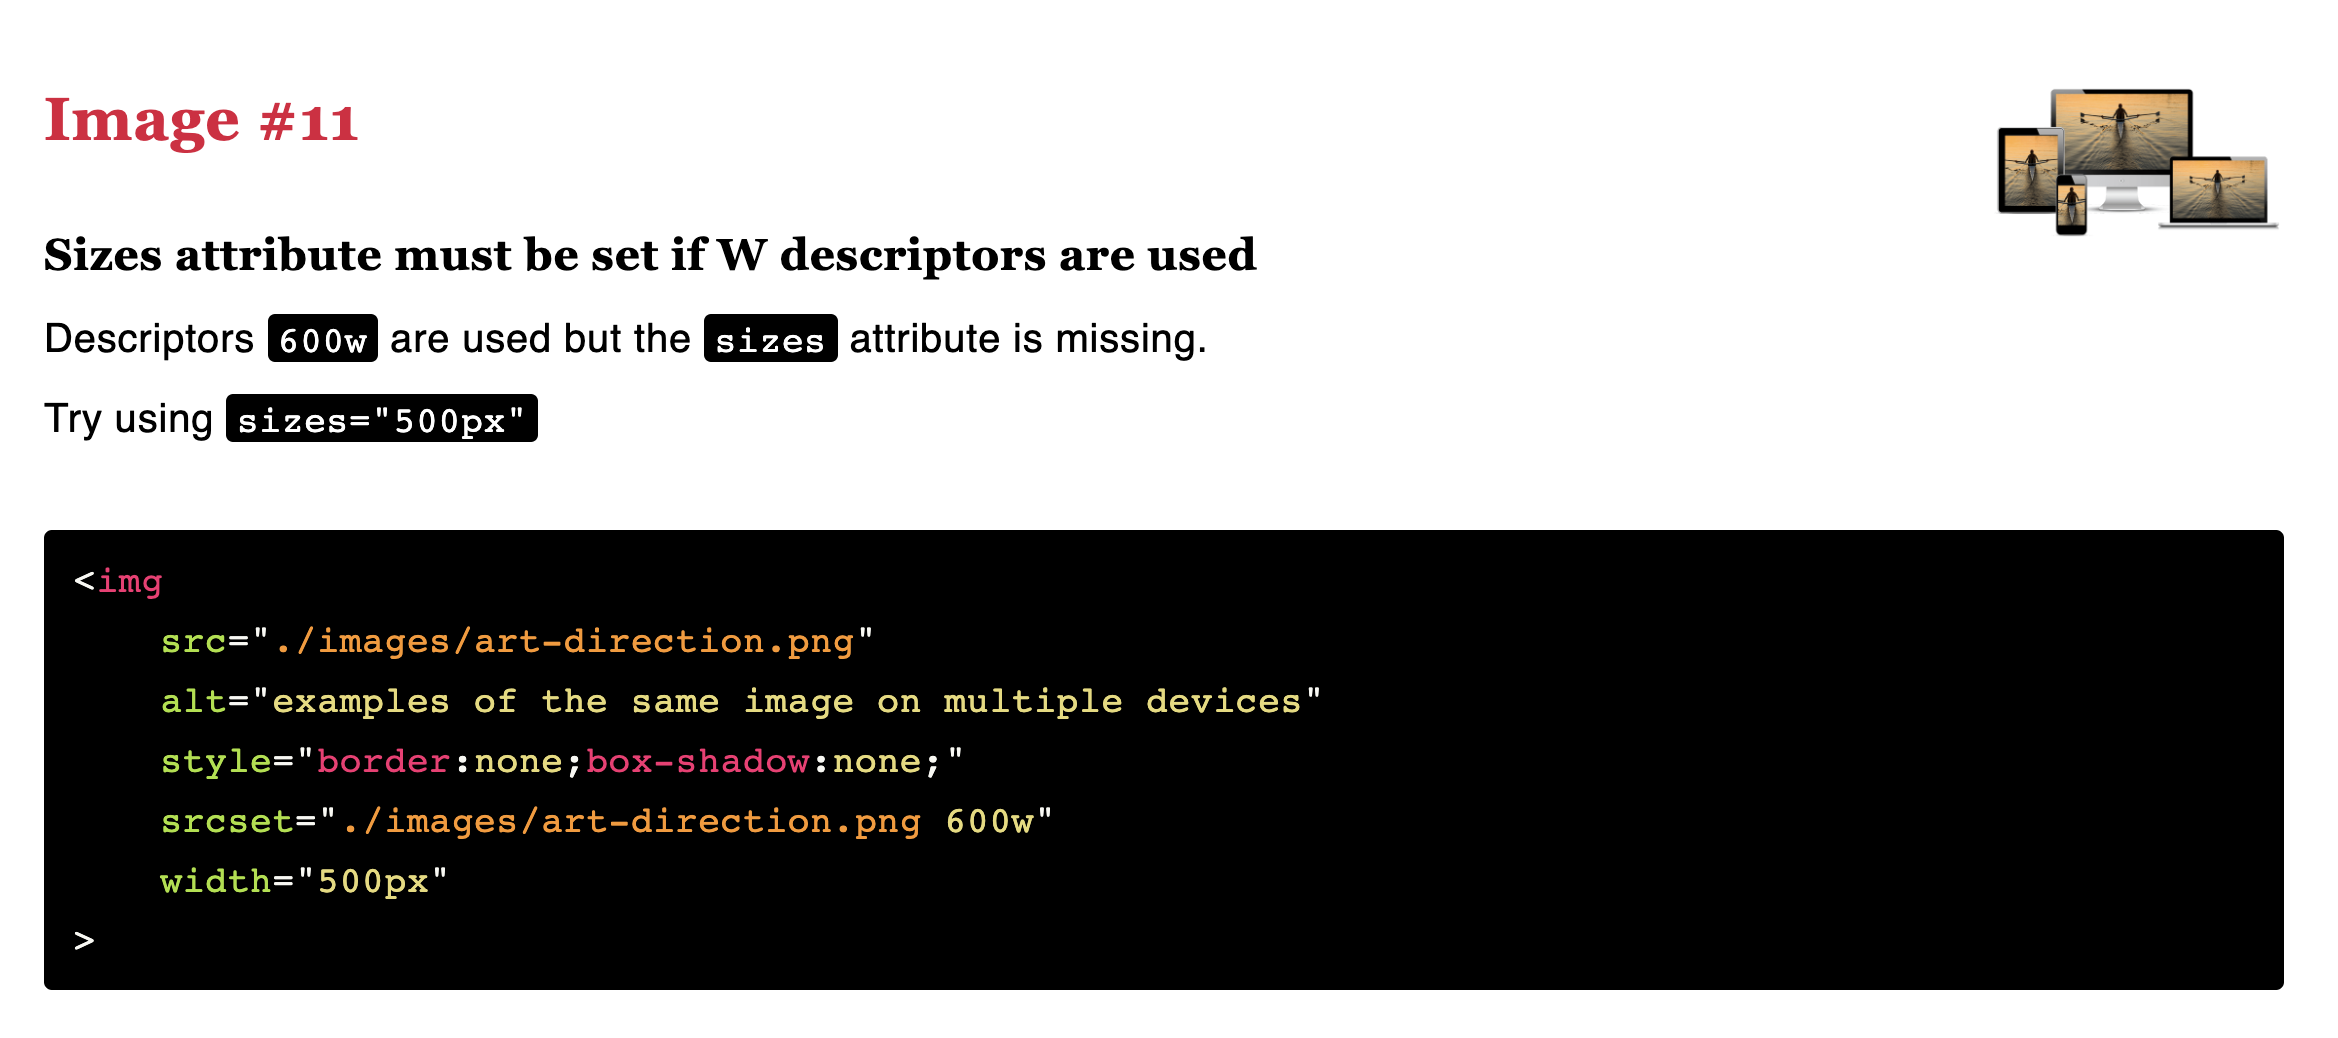 Image #11
Sizes attribute must be set if W descriptors are used
Descriptors 600w are used but the sizes attribute is missing.
Try using sizes="500px"
<img
src="./images/art-direction.png"
alt="examples of the same image on multiple devices"
style="border:none;box-shadow:none;"
srcset="./images/art-direction.png 600w"
width="500px"
>